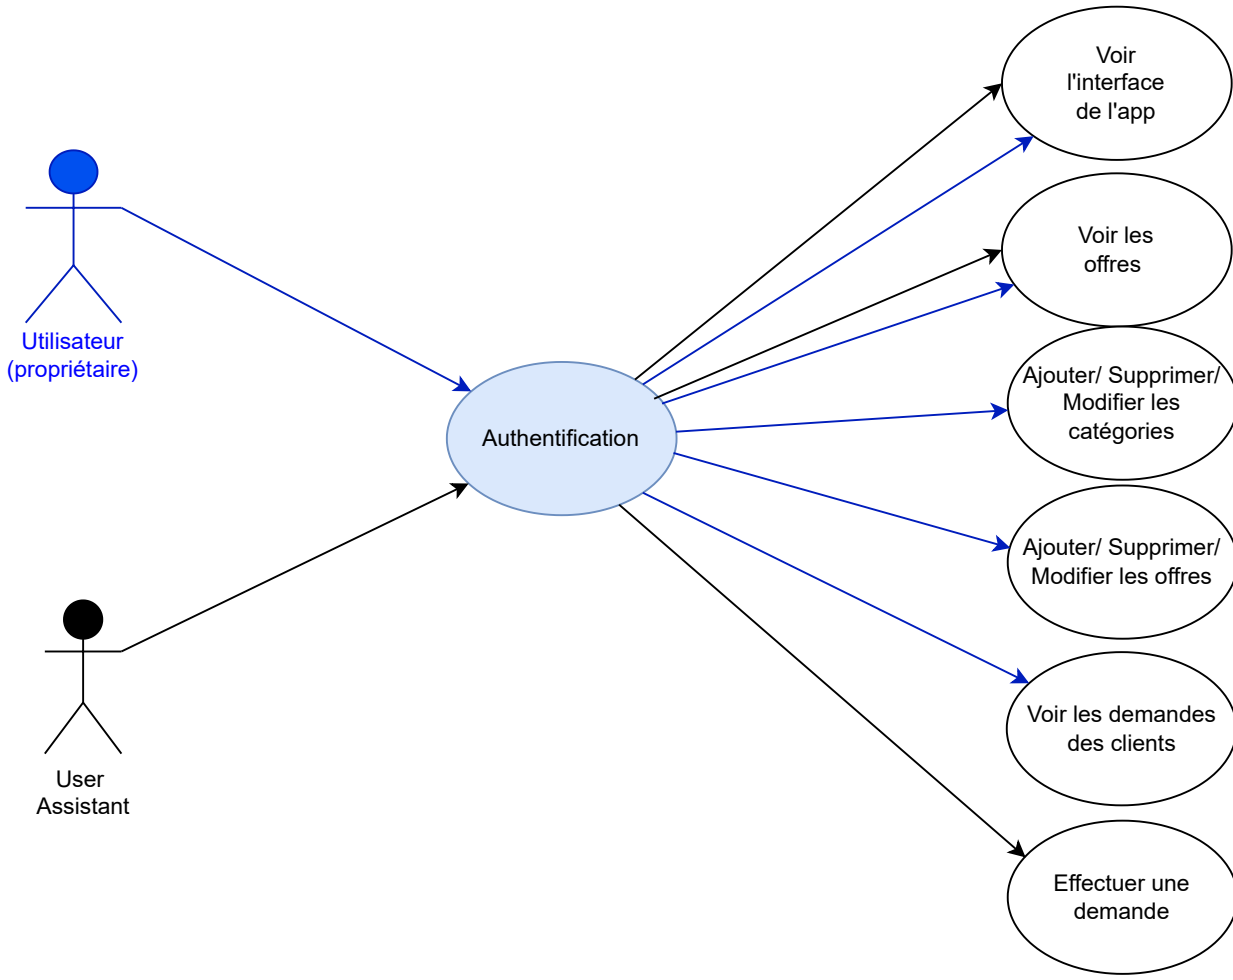 Voir
l'interface
de l'app
Voir les
offres
Utilisateur
(propriétaire)
Ajouter/ Supprimer/
Modifier les
catégories
Authentification
Ajouter/ Supprimer/
Modifier les offres
Voir les demandes
des clients
User
Assistant
Effectuer une
demande